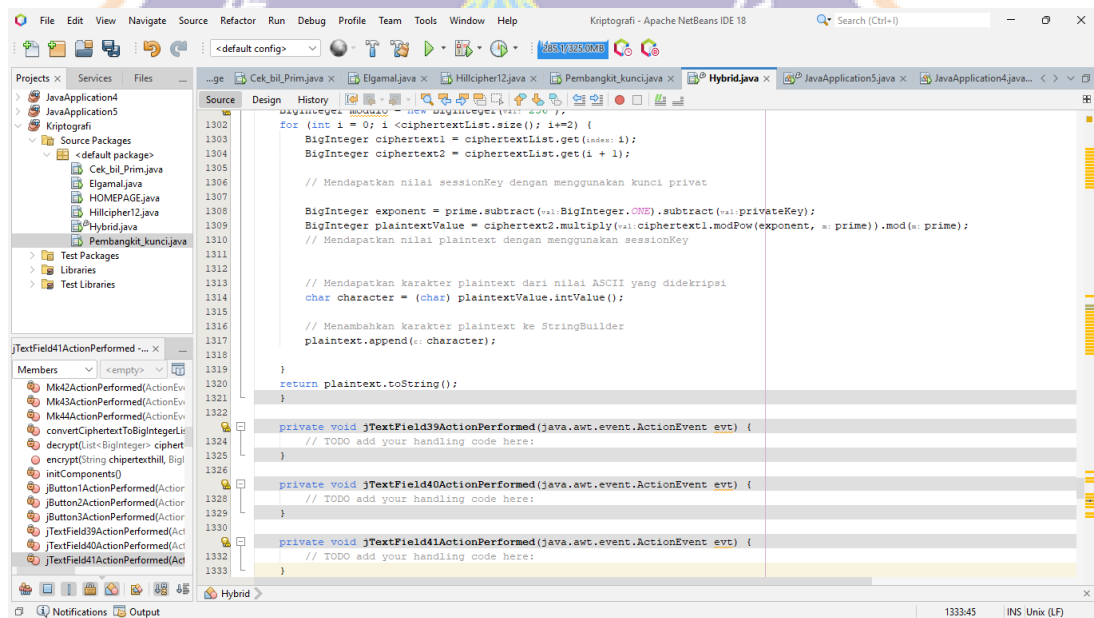 File Edit View Navigate Source Refactor Run Debug Profile Team Tools Window Help Kriptografi - Apache NetBeans IDE 18 Search (Ctrl+I)
<default config> 285.1/325.0MB
Projects × Services Files
...ge Cek_bil_Prim.java × Elgamal.java × Hillcipher12.java × Pembangkit_kunci.java × Hybrid.java × JavaApplication5.java × JavaApplication4.java...
Source Design History
JavaApplication4
JavaApplication5
Kriptografi
Source Packages
<default package>
Cek_bil_Prim.java
Elgamal.java
HOMEPAGE.java
Hillcipher12.java
Hybrid.java
Pembangkit_kunci.java
Test Packages
Libraries
Test Libraries
jTextField41ActionPerformed -... ×
Members <empty>
Mk42ActionPerformed(ActionEv
Mk43ActionPerformed(ActionEv
Mk44ActionPerformed(ActionEv
convertCiphertextToBigIntegerLis
decrypt(List<BigInteger> ciphert
encrypt(String chipertexthill, BigI
initComponents()
jButton1ActionPerformed(Action
jButton2ActionPerformed(Action
jButton3ActionPerformed(Action
jTextField39ActionPerformed(Act
jTextField40ActionPerformed(Act
jTextField41ActionPerformed(Act
BigInteger modulo = new BigInteger(val: "256");
1302 for (int i = 0; i <ciphertextList.size(); i+=2) {
1303 BigInteger ciphertext1 = ciphertextList.get(index: i);
1304 BigInteger ciphertext2 = ciphertextList.get(i + 1);
1305
1306 // Mendapatkan nilai sessionKey dengan menggunakan kunci privat
1307
1308 BigInteger exponent = prime.subtract(val:BigInteger.ONE).subtract(val:privateKey);
1309 BigInteger plaintextValue = ciphertext2.multiply(val:ciphertext1.modPow(exponent, m: prime)).mod(m: prime);
1310 // Mendapatkan nilai plaintext dengan menggunakan sessionKey
1311
1312
1313 // Mendapatkan karakter plaintext dari nilai ASCII yang didekripsi
1314 char character = (char) plaintextValue.intValue();
1315
1316 // Menambahkan karakter plaintext ke StringBuilder
1317 plaintext.append(c: character);
1318
1319 }
1320 return plaintext.toString();
1321 }
1322
private void jTextField39ActionPerformed(java.awt.event.ActionEvent evt) {
1324 // TODO add your handling code here:
1325 }
1326
private void jTextField40ActionPerformed(java.awt.event.ActionEvent evt) {
1328 // TODO add your handling code here:
1329 }
1330
private void jTextField41ActionPerformed(java.awt.event.ActionEvent evt) {
1332 // TODO add your handling code here:
1333 }
Hybrid
Notifications Output 1333:45 INS Unix (LF)